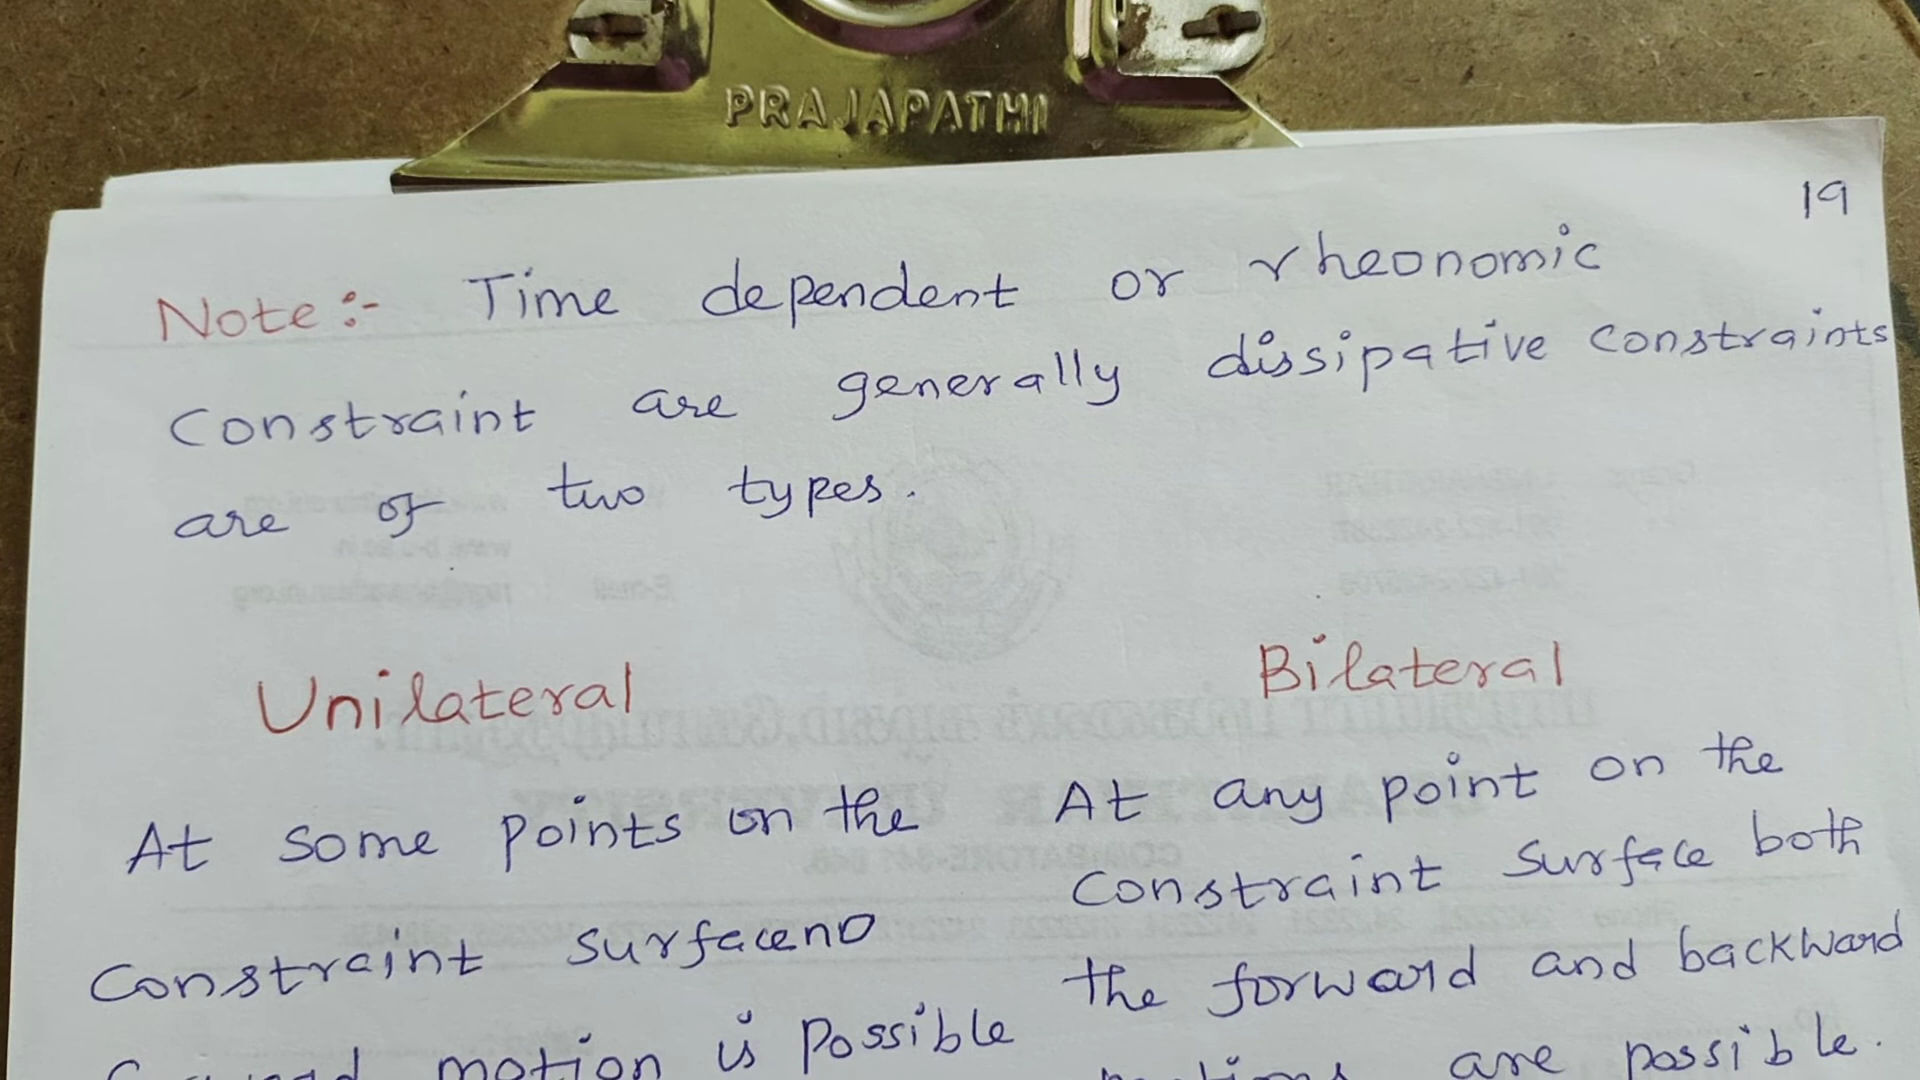 PRAJAPATHI
19
Note:- Time dependent or rheonomic
Constraint are generally dissipative constraints
are of two types.
Unilateral
At some points on the
Constraint surfaceno
motion is possible
Bilateral
At any point on the
Constraint Surface both
the forward and backward
motions are possible.